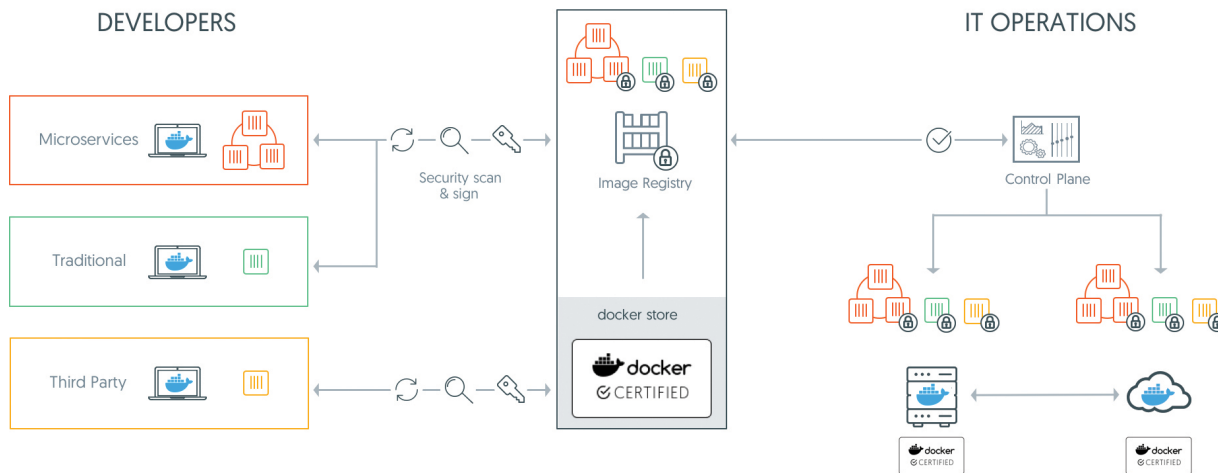 DEVELOPERS
IT OPERATIONS
Microservices
Security scan
& sign
Image Registry
Control Plane
Traditional
docker store
Third Party
docker
CERTIFIED
docker
CERTIFIED
docker
CERTIFIED